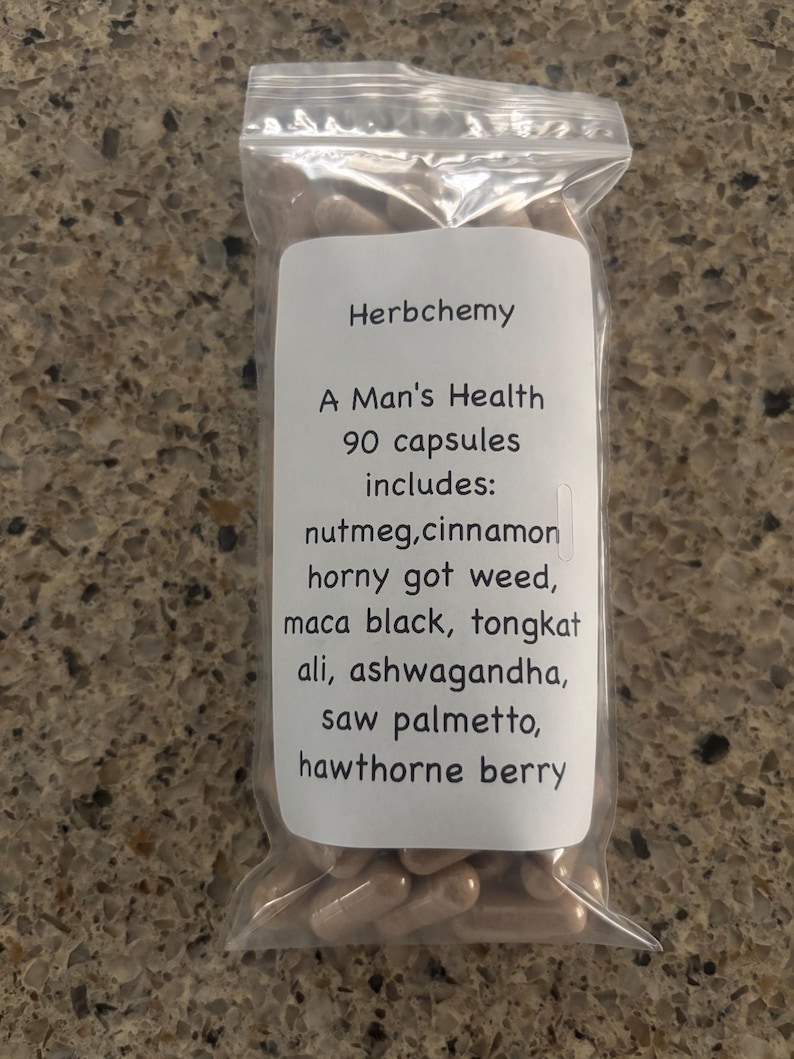 Herbchemy
A Man's Health
90 capsules
includes:
nutmeg,cinnamon
horny got weed,
maca black, tongkat
ali, ashwagandha,
saw palmetto,
hawthorne berry